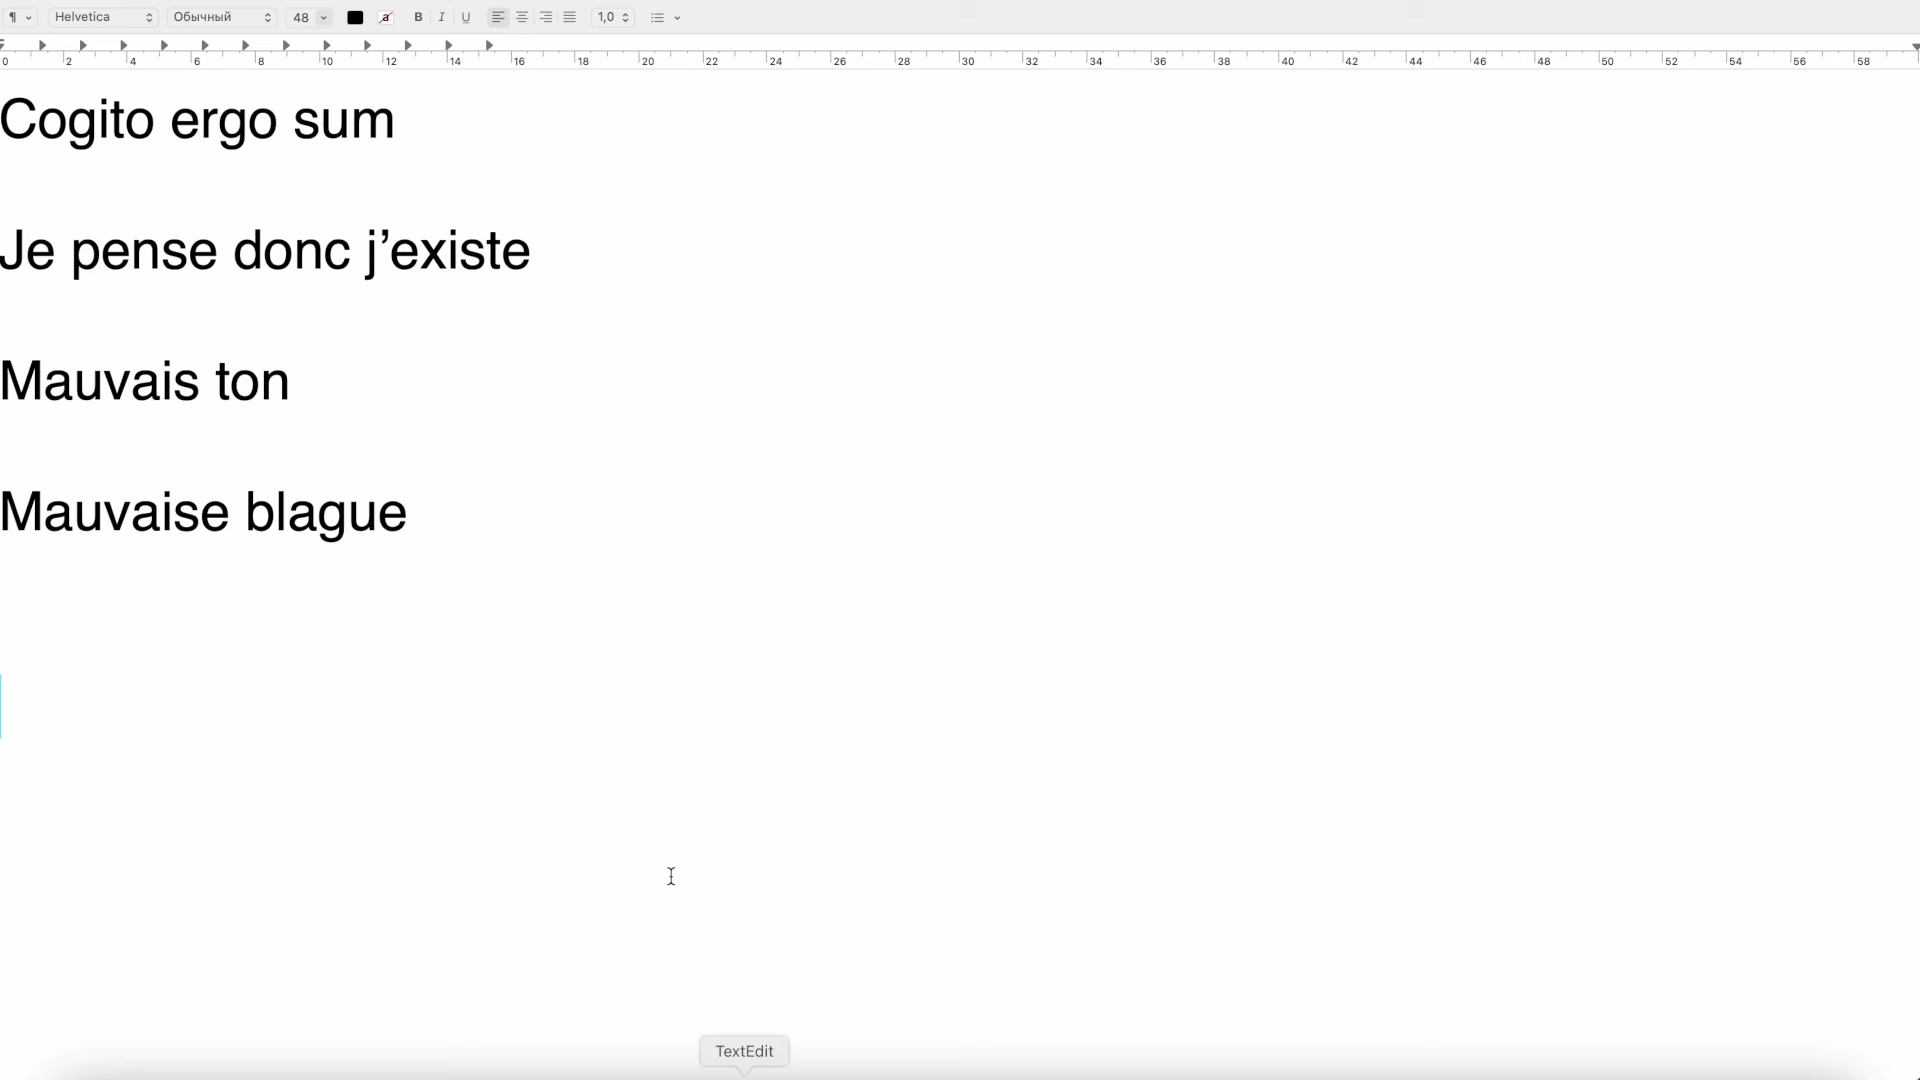 ¶ Helvetica Обычный 48 a B I U 1,0
0 2 4 6 8 10 12 14 16 18 20 22 24 26 28 30 32 34 36 38 40 42 44 46 48 50 52 54 56 58
Cogito ergo sum
Je pense donc j’existe
Mauvais ton
Mauvaise blague
TextEdit